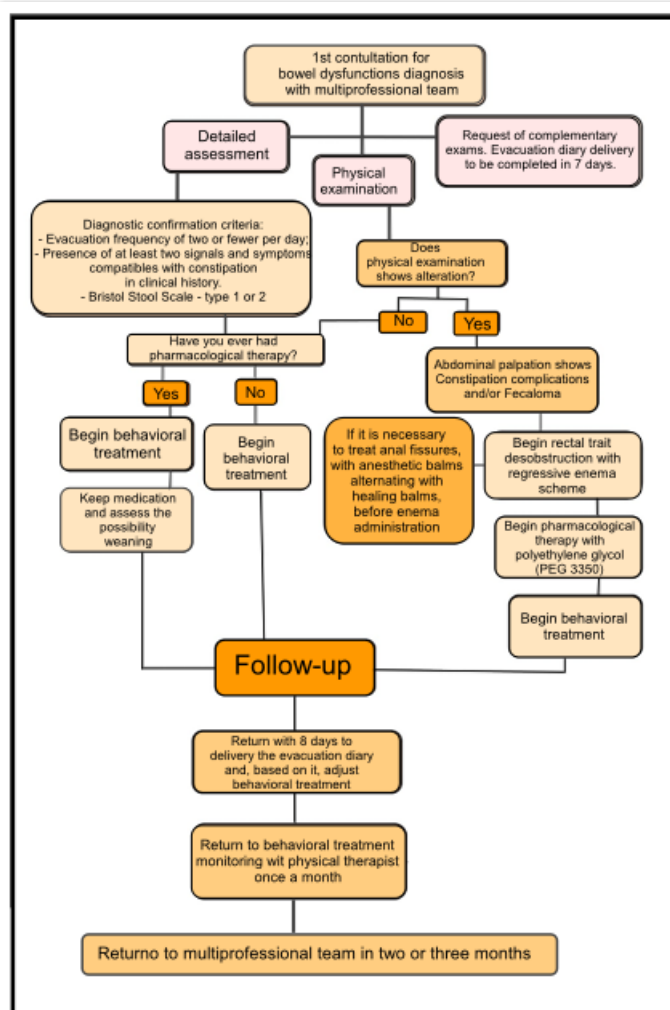 1st contultation for
bowel dysfunctions diagnosis
with multiprofessional team
Detailed
assessment
Physical
examination
Request of complementary
exams. Evacuation diary delivery
to be completed in 7 days.
Diagnostic confirmation criteria:
- Evacuation frequency of two or fewer per day;
- Presence of at least two signals and symptoms
compatibles with constipation
in clinical history.
- Bristol Stool Scale - type 1 or 2
Does
physical examination
shows alteration?
No
Yes
Have you ever had
pharmacological therapy?
Yes
No
Abdominal palpation shows
Constipation complications
and/or Fecaloma
Begin behavioral
treatment
Begin
behavioral
treatment
If it is necessary
to treat anal fissures,
with anesthetic balms
alternating with
healing balms,
before enema
administration
Begin rectal trait
desobstruction with
regressive enema
scheme
Keep medication
and assess the
possibility
weaning
Begin pharmacological
therapy with
polyethylene glycol
(PEG 3350)
Begin behavioral
treatment
Follow-up
Return with 8 days to
delivery the evacuation diary
and, based on it, adjust
behavioral treatment
Return to behavioral treatment
monitoring wit physical therapist
once a month
Returno to multiprofessional team in two or three months